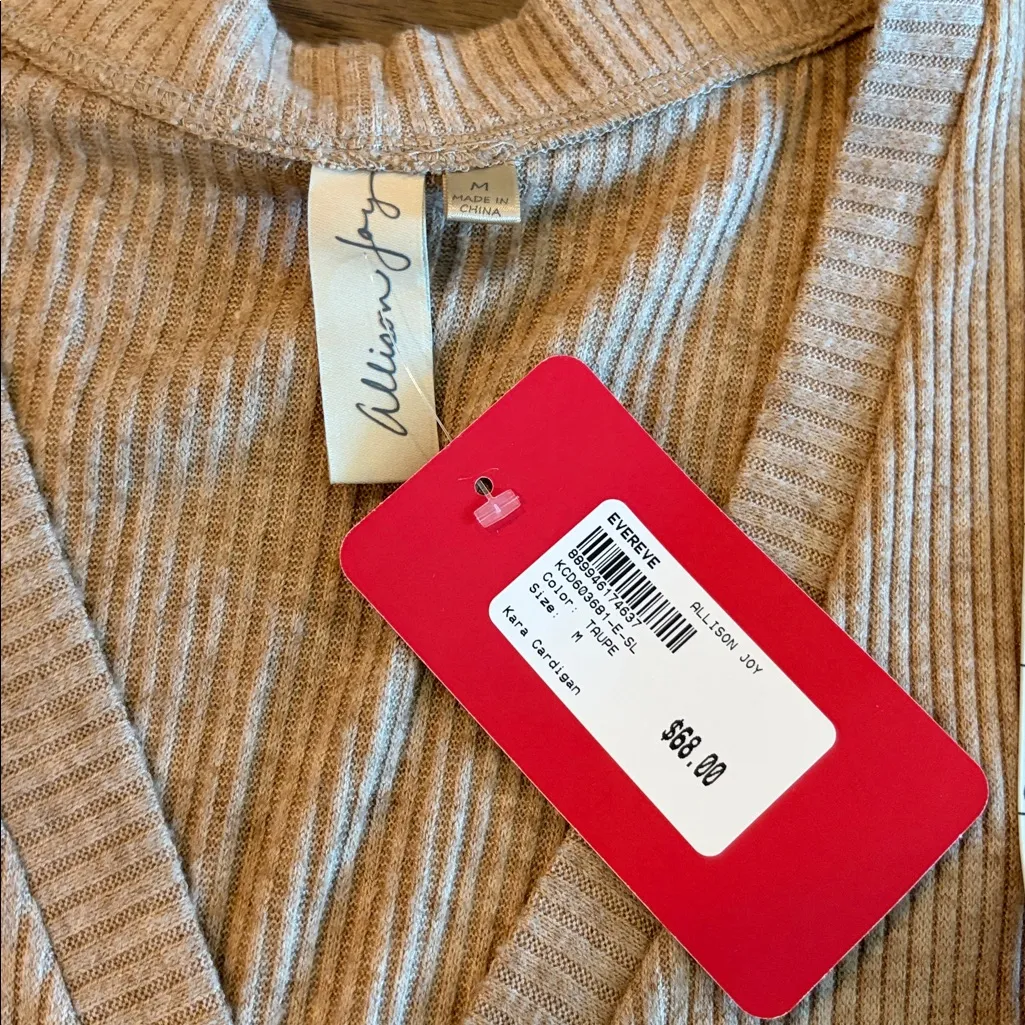 Allison Joy
M
MADE IN
CHINA
EVEREVE
ALLISON JOY
889946174637
KCD603681-E-SL
Color: TAUPE
Size: M
Kara Cardigan
$68.00